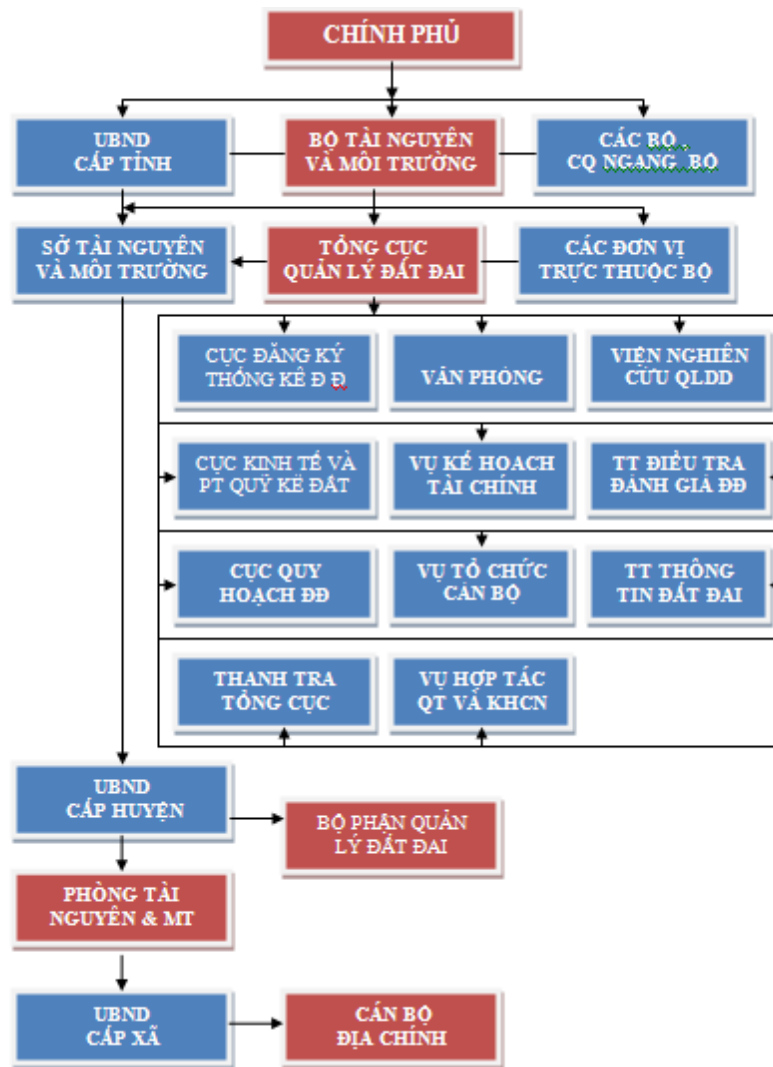 CHÍNH PHỦ
UBND
CẤP TỈNH
BỘ TÀI NGUYÊN
VÀ MÔI TRƯỜNG
CÁC BỘ,
CQ NGANG BỘ
SỞ TÀI NGUYÊN
VÀ MÔI TRƯỜNG
TỔNG CỤC
QUẢN LÝ ĐẤT ĐAI
CÁC ĐƠN VỊ
TRỰC THUỘC BỘ
CỤC ĐĂNG KÝ
THỐNG KÊ Đ Đ
VĂN PHÒNG
VIỆN NGHIÊN
CỨU QLDD
CỤC KINH TẾ VÀ
PT QUỸ KẾ ĐẤT
VỤ KẾ HOẠCH
TÀI CHÍNH
TT ĐIỀU TRA
ĐÁNH GIÁ ĐĐ
CỤC QUY
HOẠCH ĐĐ
VỤ TỔ CHỨC
CÁN BỘ
TT THÔNG
TIN ĐẤT ĐAI
THANH TRA
TỔNG CỤC
VỤ HỢP TÁC
QT VÀ KHCN
UBND
CẤP HUYỆN
BỘ PHẬN QUẢN
LÝ ĐẤT ĐAI
PHÒNG TÀI
NGUYÊN & MT
UBND
CẤP XÃ
CÁN BỘ
ĐỊA CHÍNH